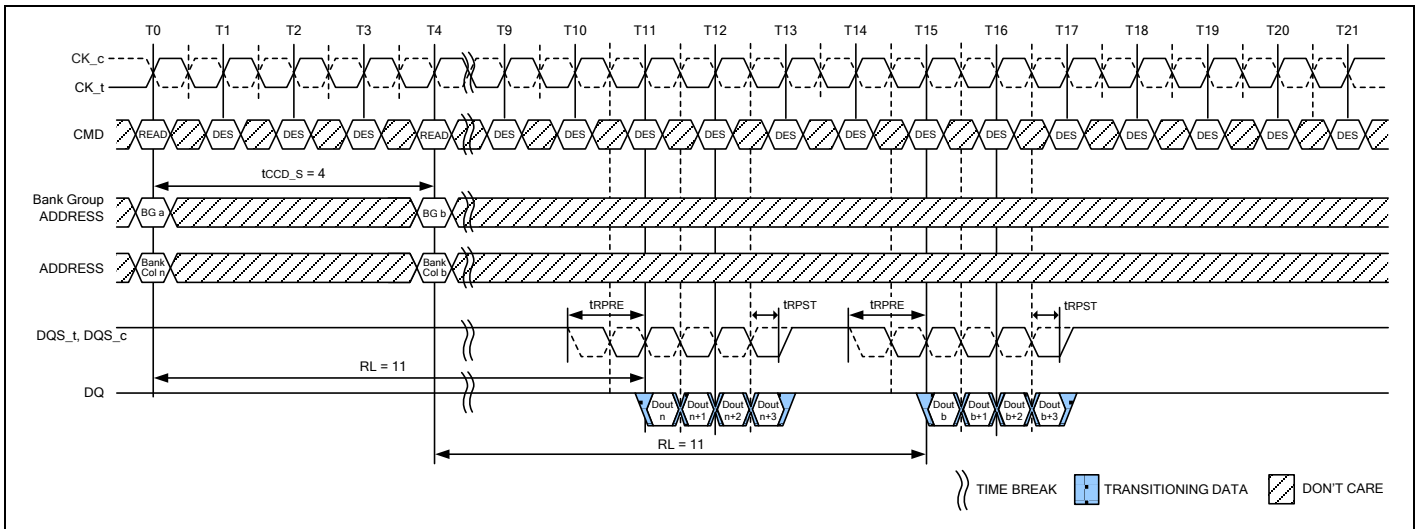 T0 T1 T2 T3 T4 T9 T10 T11 T12 T13 T14 T15 T16 T17 T18 T19 T20 T21
CK_c
CK_t
CMD READ DES DES DES READ DES DES DES DES DES DES DES DES DES DES DES DES DES
tCCD_S = 4
Bank Group
ADDRESS BG a BG b
ADDRESS Bank Col n Bank Col b
tRPRE tRPST tRPRE tRPST
DQS_t, DQS_c
RL = 11
DQ
Dout n Dout n+1 Dout n+2 Dout n+3 Dout b Dout b+1 Dout b+2 Dout b+3
RL = 11
TIME BREAK TRANSITIONING DATA DON'T CARE